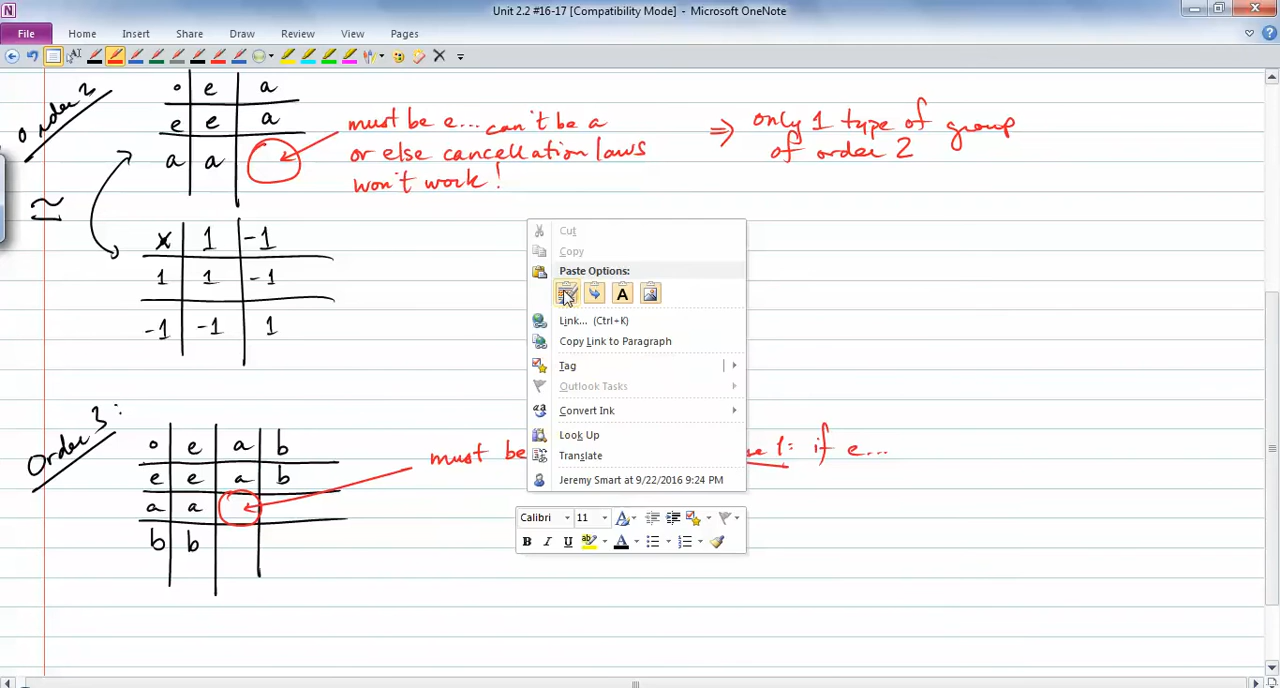 Unit 2.2 #16-17 [Compatibility Mode] - Microsoft OneNote
File Home Insert Share Draw Review View Pages
Order 2
∘ e a
e e a
a a
must be e... can't be a
or else cancellation laws
won't work!
⇒ only 1 type of group
of order 2
≅
x 1 -1
1 1 -1
-1 -1 1
Cut
Copy
Paste Options:
A
Link... (Ctrl+K)
Copy Link to Paragraph
Tag
Outlook Tasks
Convert Ink
Look Up
Translate
Jeremy Smart at 9/22/2016 9:24 PM
Calibri 11
B I U A
Order 3:
∘ e a b
e e a b
a a
b b
must be
1: if e...